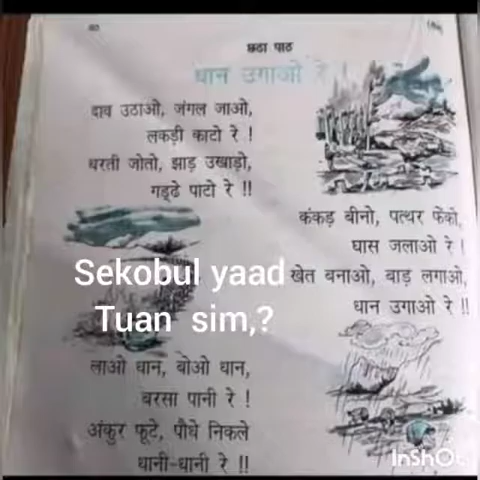 छठा पाठ
धान उगाओ रे !
दाव उठाओ, जंगल जाओ,
लकड़ी काटो रे !
धरती जोतो, झाड़ उखाड़ो,
गड्ढे पाटो रे !!
कंकड़ बीनो, पत्थर फेंको,
घास जलाओ रे !
खेत बनाओ, बाड़ लगाओ,
धान उगाओ रे !!
Sekobul yaad
Tuan sim,?
लाओ धान, बोओ धान,
बरसा पानी रे !
अंकुर फूटे, पौधे निकले
धानी-धानी रे !!
InShOt